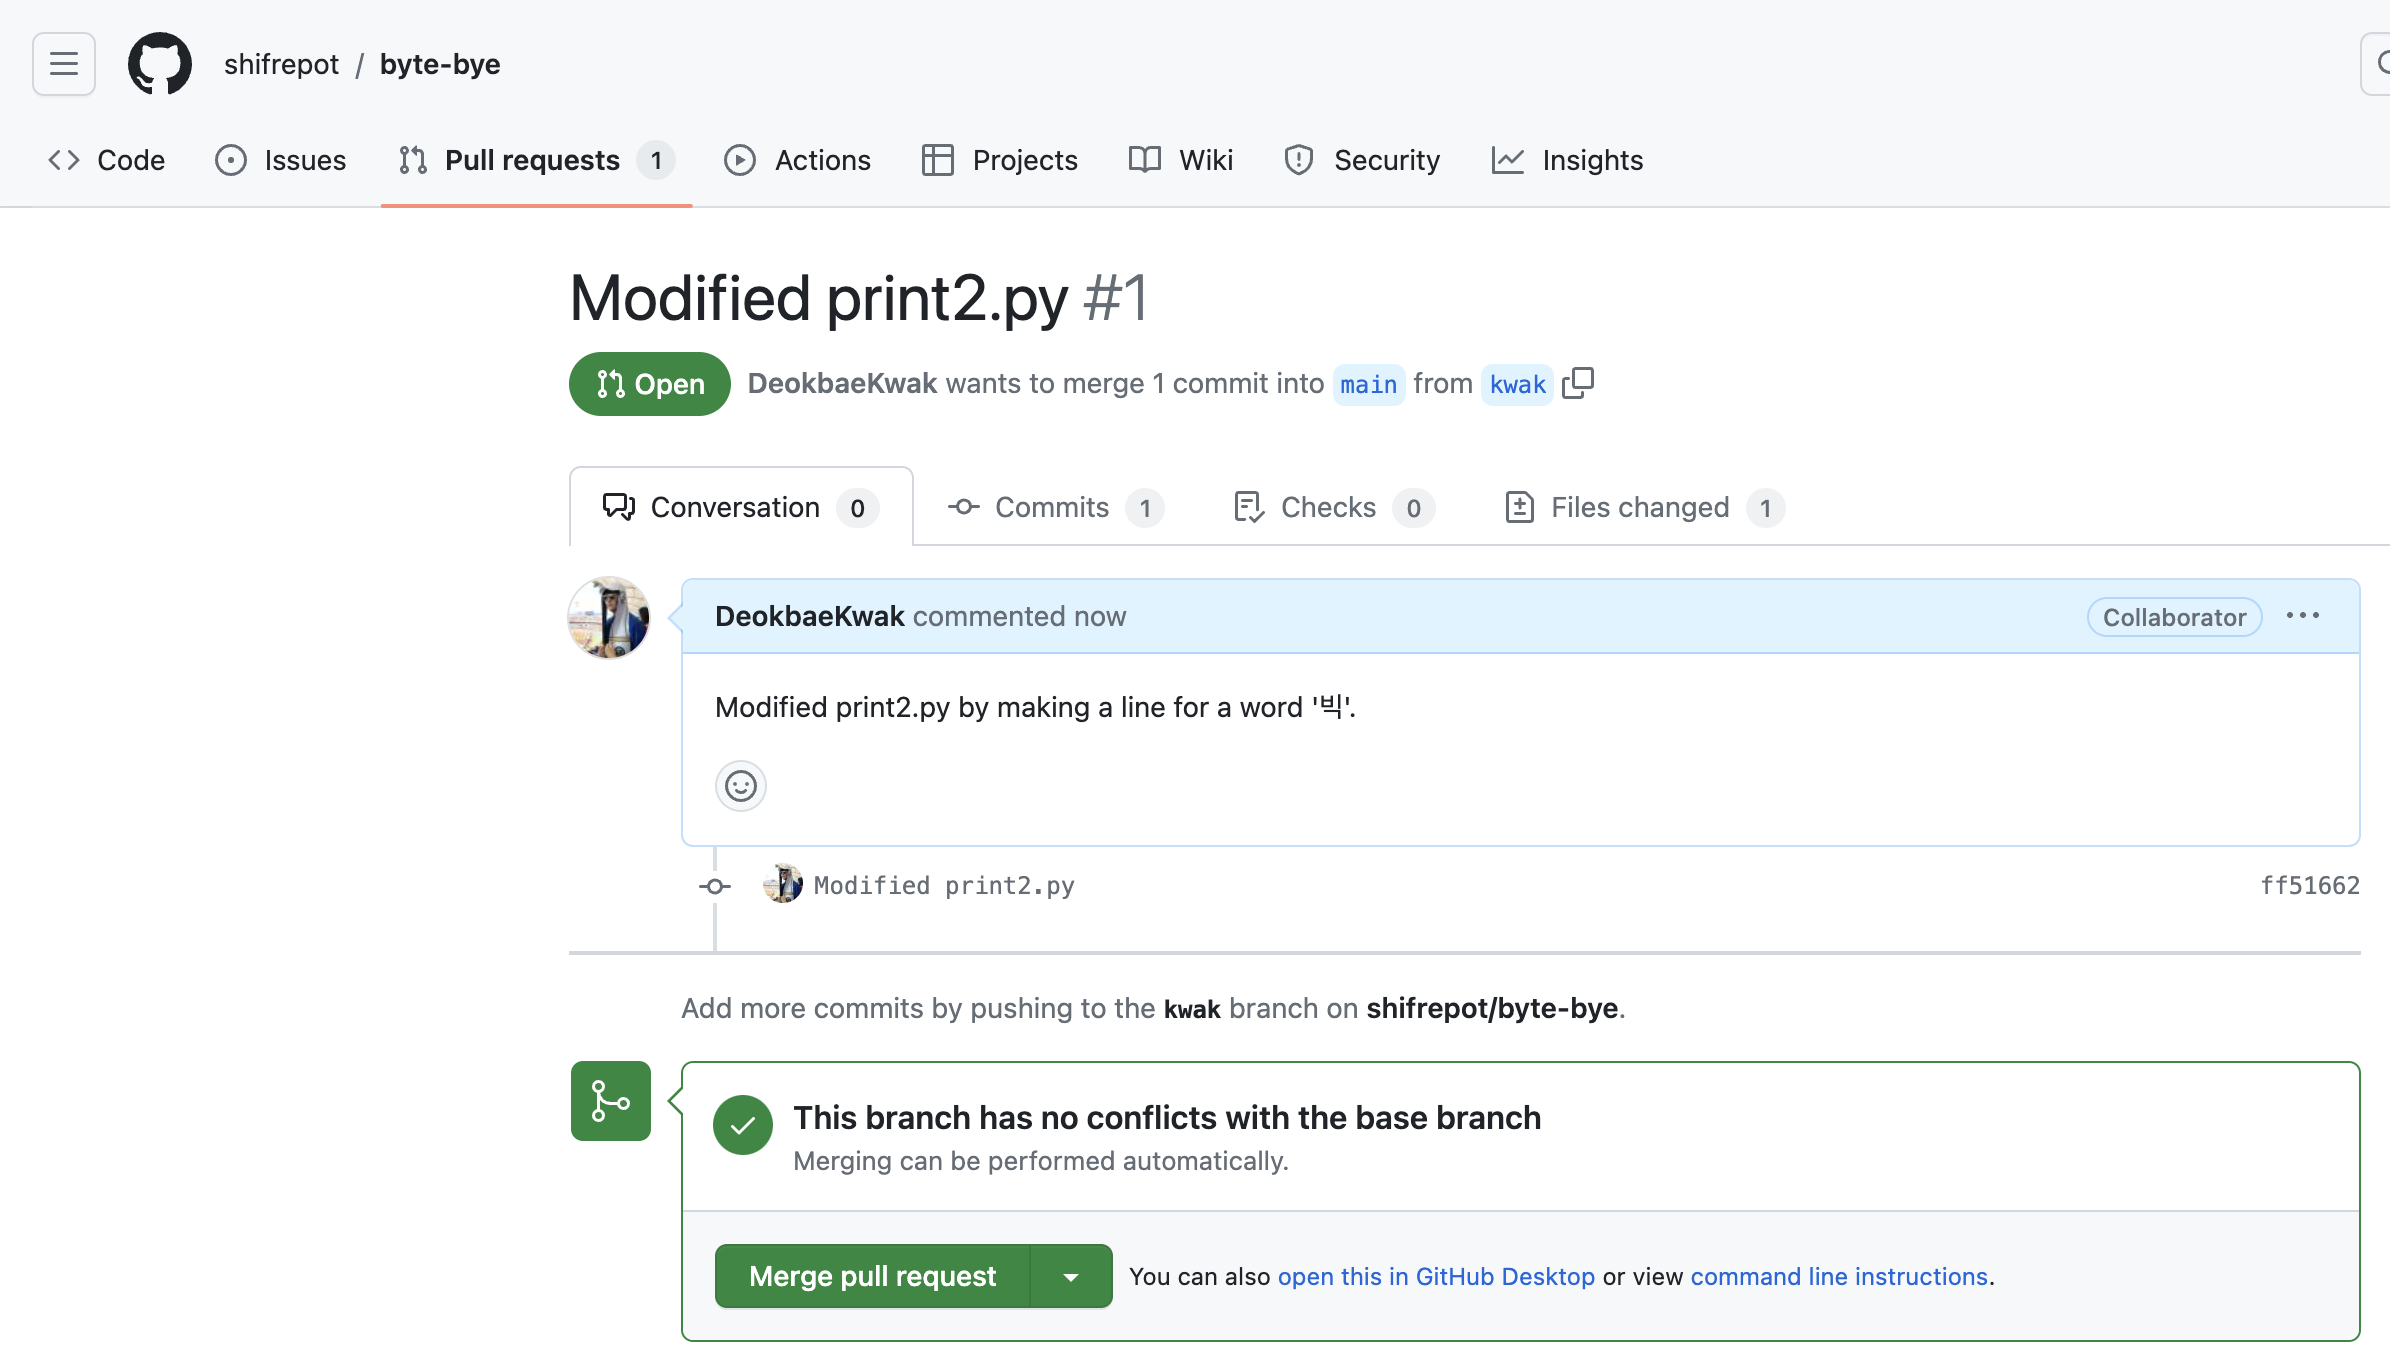 shifrepot / byte-bye
Code Issues Pull requests 1 Actions Projects Wiki Security Insights
Modified print2.py #1
Open DeokbaeKwak wants to merge 1 commit into main from kwak
Conversation 0 Commits 1 Checks 0 Files changed 1
DeokbaeKwak commented now Collaborator ···
Modified print2.py by making a line for a word '빅'.
Modified print2.py ff51662
Add more commits by pushing to the kwak branch on shifrepot/byte-bye.
This branch has no conflicts with the base branch
Merging can be performed automatically.
Merge pull request You can also open this in GitHub Desktop or view command line instructions.